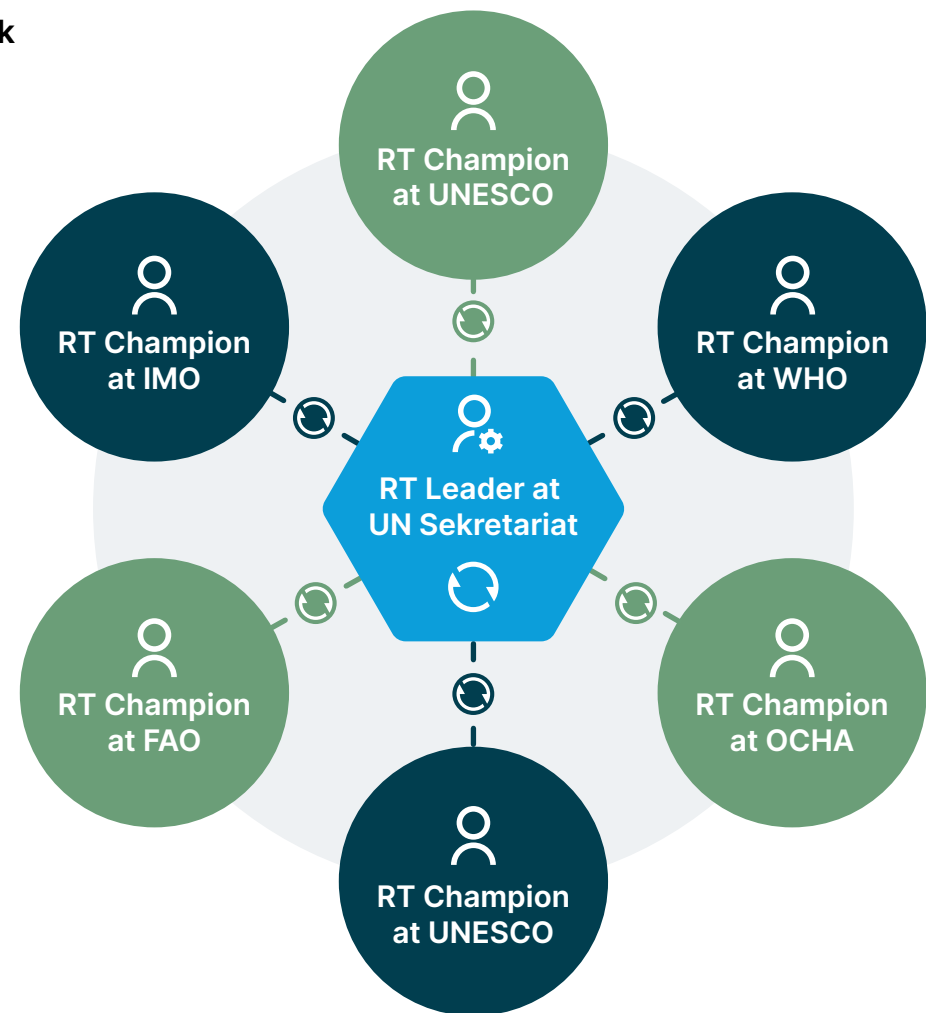 k
RT Champion
at UNESCO
RT Champion
at IMO
RT Champion
at WHO
RT Leader at
UN Sekretariat
RT Champion
at FAO
RT Champion
at OCHA
RT Champion
at UNESCO